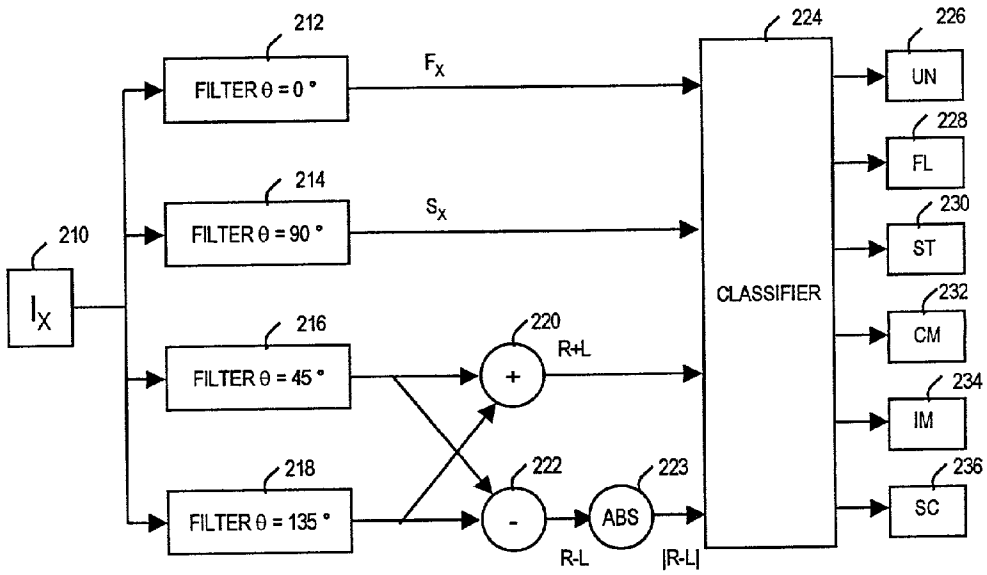 212
FILTER θ = 0 °
F_X
224
226
UN
228
FL
214
FILTER θ = 90 °
S_X
230
ST
210
I_X
CLASSIFIER
232
CM
216
FILTER θ = 45°
220
+
R+L
234
IM
218
FILTER θ = 135°
222
-
R-L
223
ABS
|R-L|
236
SC